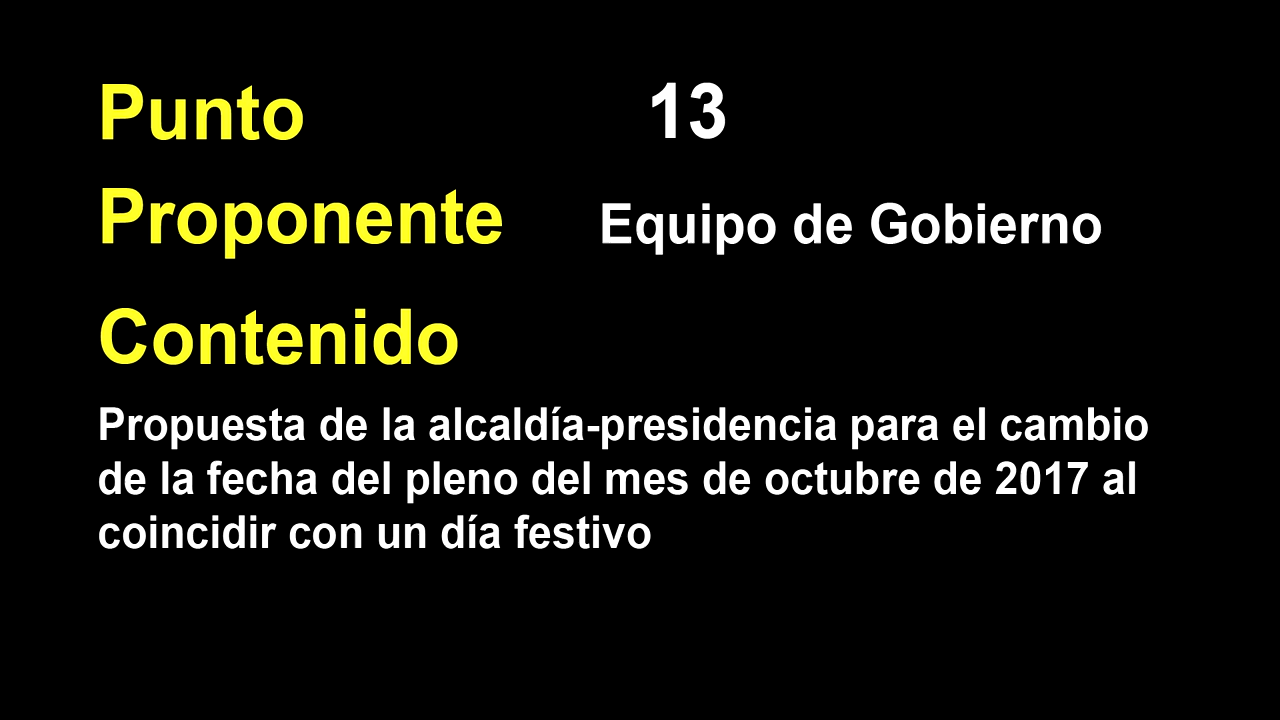 Punto 13
Proponente Equipo de Gobierno
Contenido
Propuesta de la alcaldía-presidencia para el cambio
de la fecha del pleno del mes de octubre de 2017 al
coincidir con un día festivo